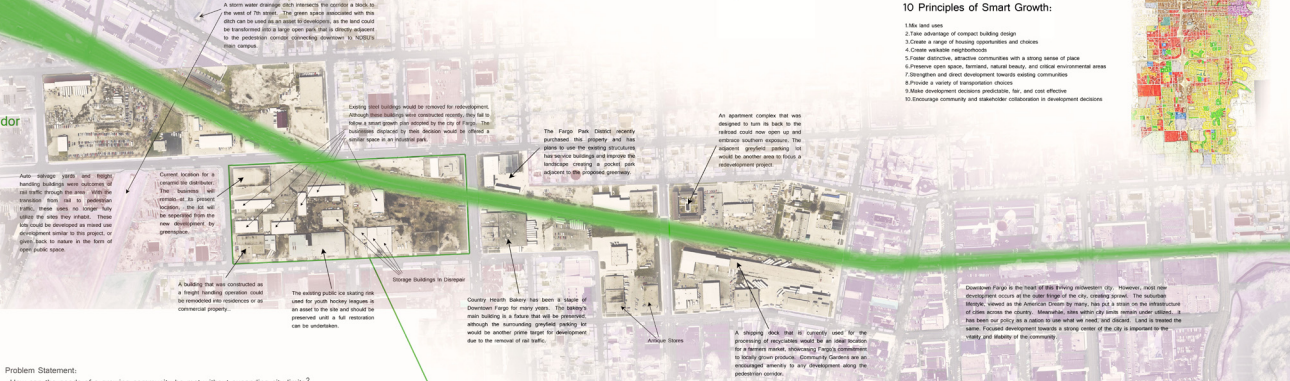 A storm water drainage ditch intersects the corridor a block to
the west of 7th street. The green space associated with this
ditch can be used as an asset to developers, as the land could
be transformed into a large open park that is directly adjacent
to the pedestrian corridor connecting downtown to NDSU's
main campus.
10 Principles of Smart Growth:
1.Mix land uses
2.Take advantage of compact building design
3.Create a range of housing opportunities and choices
4.Create walkable neighborhoods
5.Foster distinctive, attractive communities with a strong sense of place
6.Preserve open space, farmland, natural beauty, and critical environmental areas
7.Strengthen and direct development towards existing communities
8.Provide a variety of transportation choices
9.Make development decisions predictable, fair, and cost effective
10.Encourage community and stakeholder collaboration in development decisions
dor
Existing steel buildings would be removed for redevelopment.
Although these buildings were constructed recently, they fail to
follow a smart growth plan adopted by the city of Fargo. The
businesses displaced by their decision would be offered a
similar space in an industrial park.
The Fargo Park District recently
purchased this property and has
plans to use the existing strucutures
has service buildings and improve the
landscape creating a pocket park
adjacent to the proposed greenway.
An apartment complex that was
designed to turn its back to the
railroad could now open up and
embrace southern exposure. The
adjacent greyfield parking lot
would be another area to focus a
redevelopment project.
Auto salvage yards and freight
handling buildings were outcomes of
rail traffic through the area. With the
transition from rail to pedestrian
traffic, these uses no longer fully
utilize the sites they inhabit. These
lots could be developed as mixed use
development similar to this project, or
given back to nature in the form of
open public space.
Current location for a
ceramic tile distributer.
The business will
remain at its present
location, the lot will
be seperated from the
new development by
greenspace.
A building that was constructed as
a freight handling operation could
be remodeled into residences or as
commercial property..
The existing public ice skating rink
used for youth hockey leagues is
an asset to the site and should be
preserved until a full restoration
can be undertaken.
Storage Buildings in Disrepair
Country Hearth Bakery has been a staple of
Downtown Fargo for many years. The bakery's
main building is a fixture that will be preserved,
although the surrounding greyfield parking lot
would be another prime target for development
due to the removal of rail traffic.
Antique Stores
A shipping dock that is currently used for the
processing of recyclables would be an ideal location
for a farmers market, showcasing Fargo's commitment
to locally grown produce. Community Gardens are an
encouraged amenity to any development along the
pedestrian corridor.
Downtown Fargo is the head of this thriving midwestern city. However, most new
development occurs at the outer fringe of the city, creating sprawl. The suburban
lifestyle, viewed as the American Dream by many, has put a strain on the infrastructure
of cities across the country. Meanwhile, sites within city limits remain under utilized. It
has been our policy as a nation to use what we need, and discard. Land is treated the
same. Focused development towards a strong center of the city is important to the
vitality and lifability of the community.
Problem Statement: